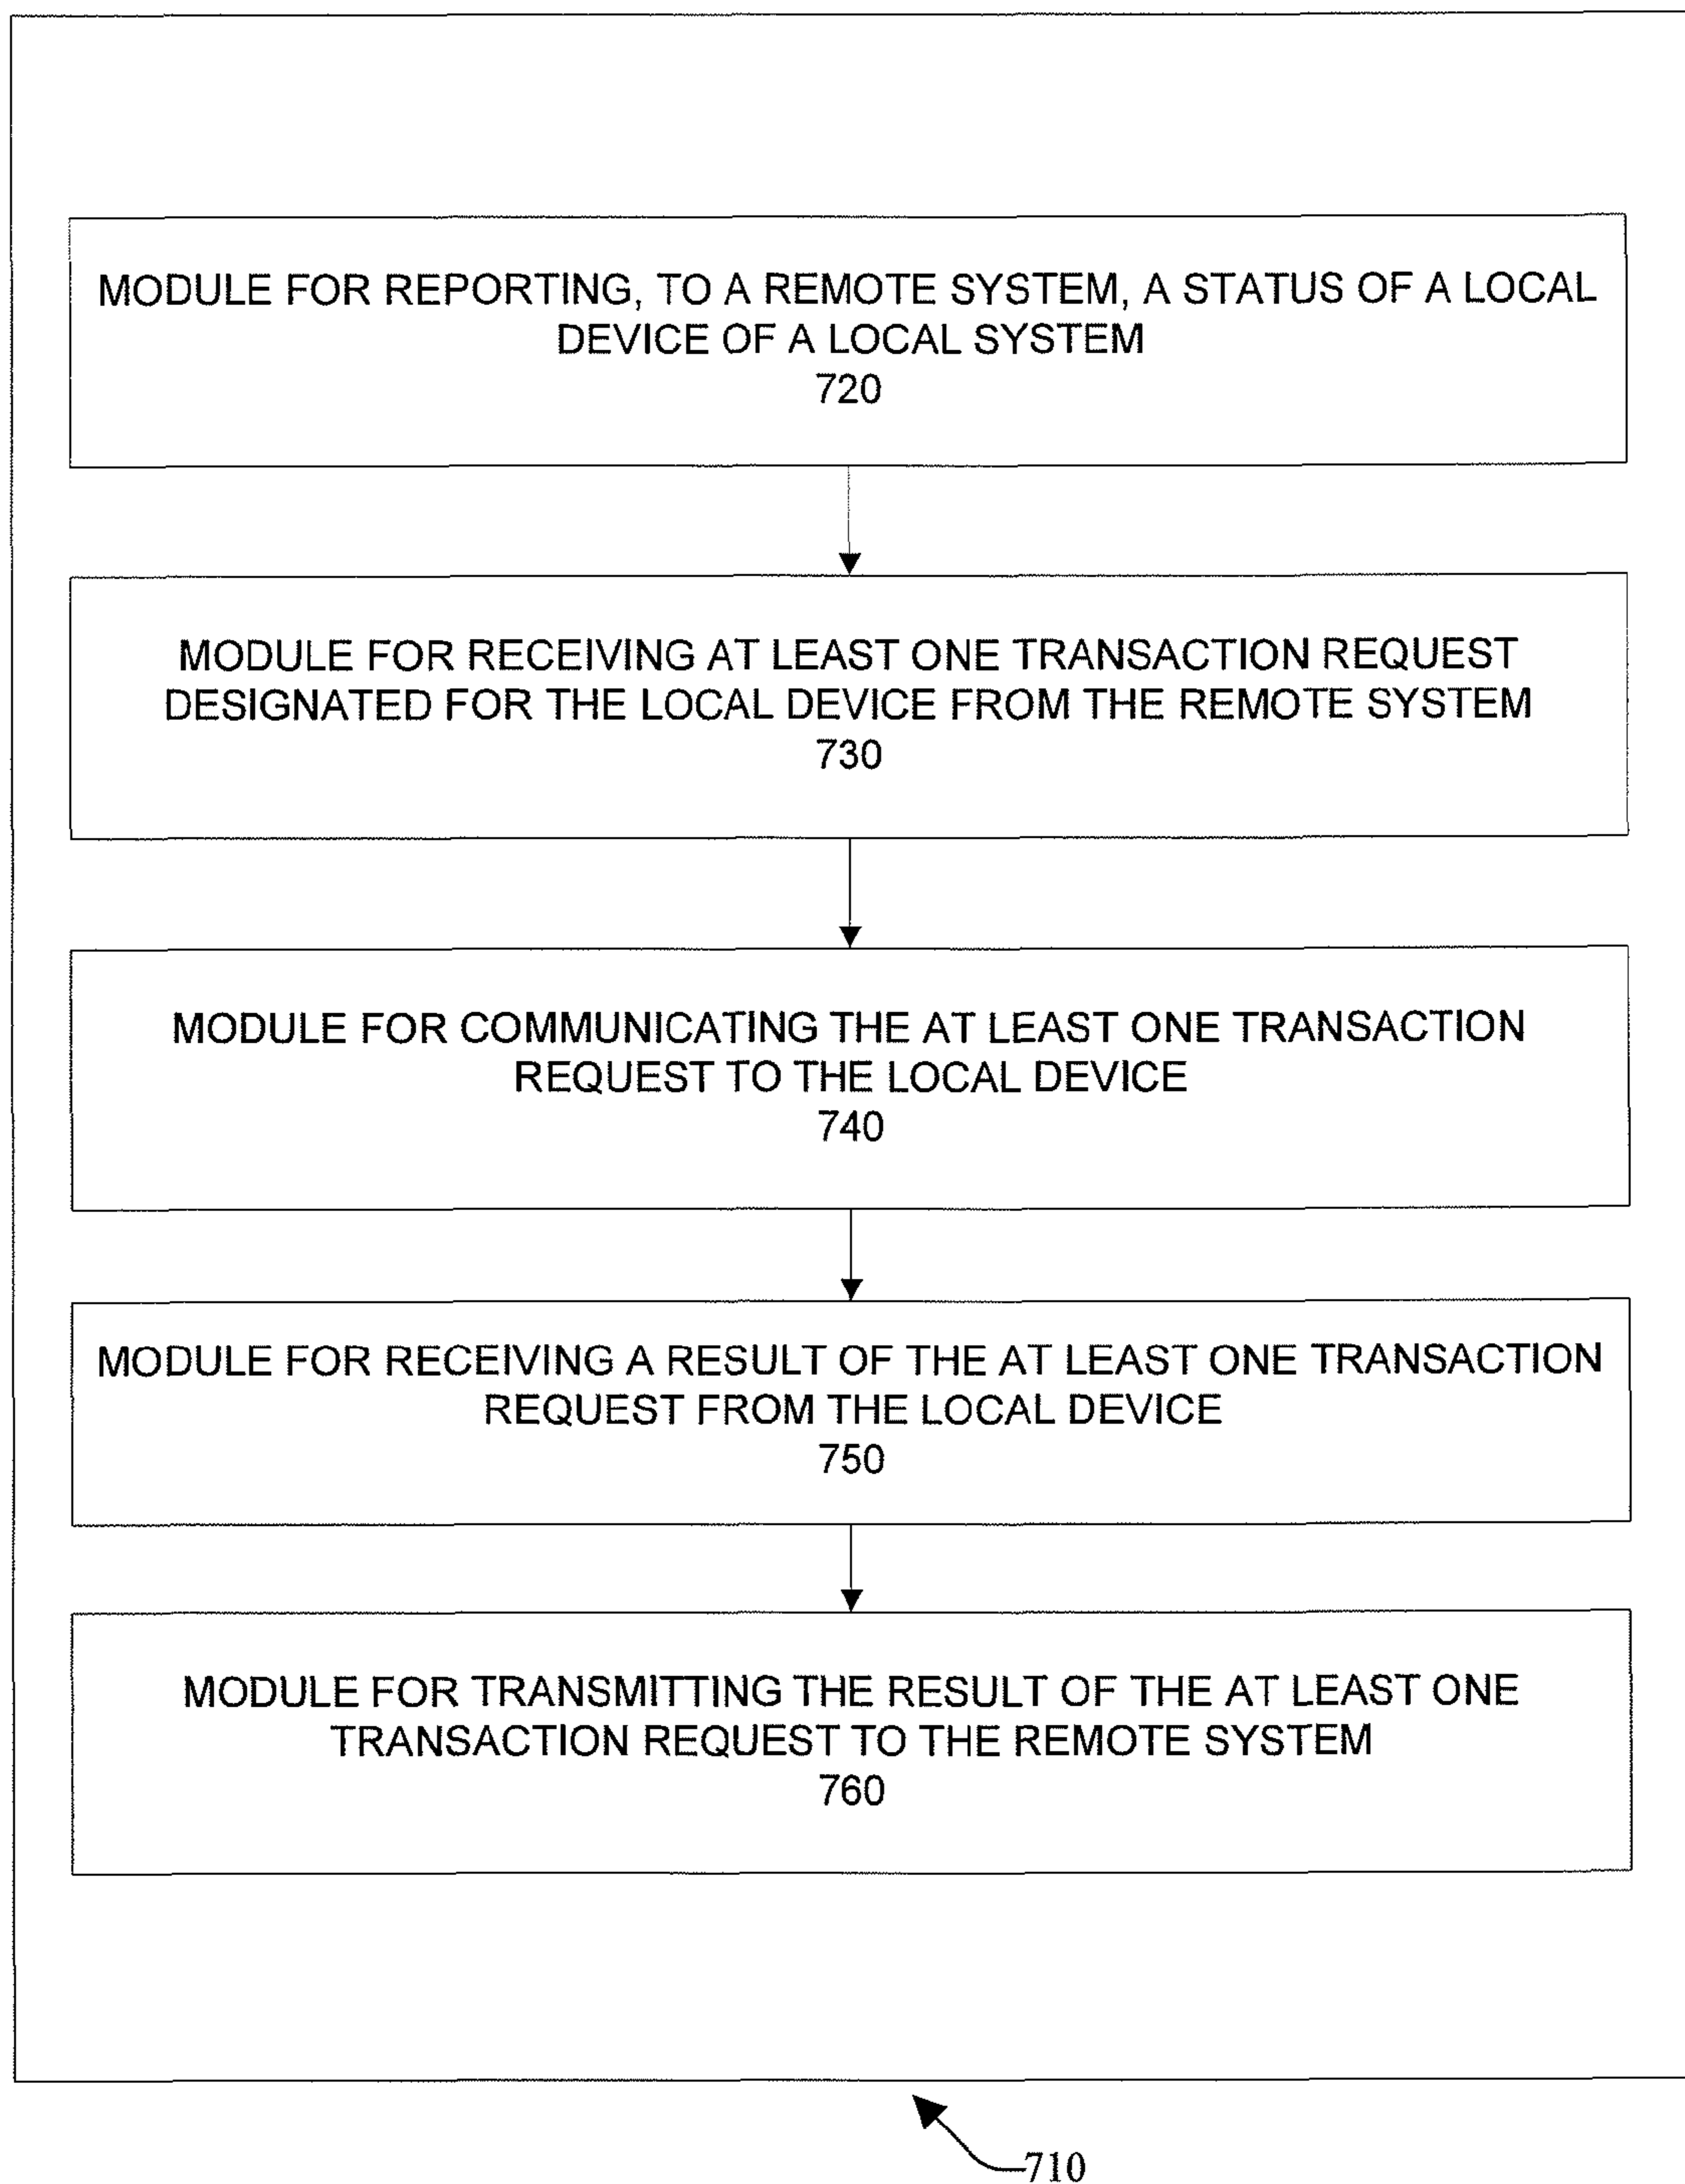 MODULE FOR REPORTING, TO A REMOTE SYSTEM, A STATUS OF A LOCAL
DEVICE OF A LOCAL SYSTEM
720
MODULE FOR RECEIVING AT LEAST ONE TRANSACTION REQUEST
DESIGNATED FOR THE LOCAL DEVICE FROM THE REMOTE SYSTEM
730
MODULE FOR COMMUNICATING THE AT LEAST ONE TRANSACTION
REQUEST TO THE LOCAL DEVICE
740
MODULE FOR RECEIVING A RESULT OF THE AT LEAST ONE TRANSACTION
REQUEST FROM THE LOCAL DEVICE
750
MODULE FOR TRANSMITTING THE RESULT OF THE AT LEAST ONE
TRANSACTION REQUEST TO THE REMOTE SYSTEM
760
710